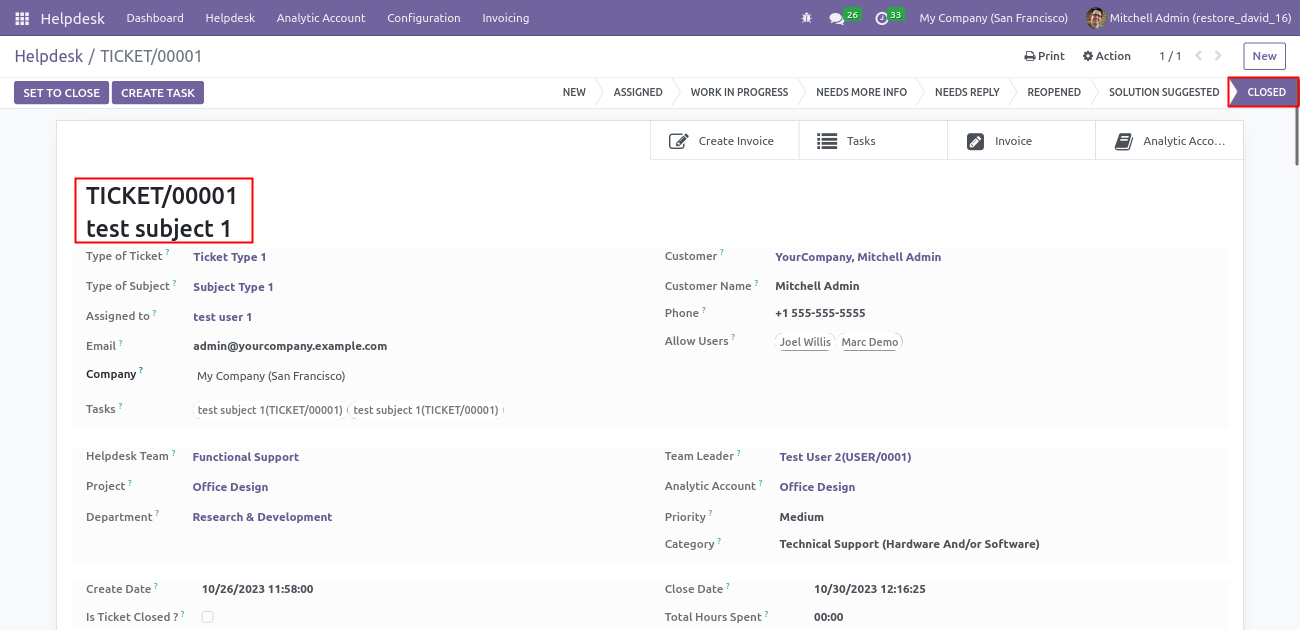 Helpdesk Dashboard Helpdesk Analytic Account Configuration Invoicing 26 33 My Company (San Francisco) Mitchell Admin (restore_david_16)
Helpdesk / TICKET/00001 Print Action 1 / 1 New
SET TO CLOSE CREATE TASK NEW ASSIGNED WORK IN PROGRESS NEEDS MORE INFO NEEDS REPLY REOPENED SOLUTION SUGGESTED CLOSED
Create Invoice Tasks Invoice Analytic Acco...
TICKET/00001
test subject 1
Type of Ticket ? Ticket Type 1 Customer ? YourCompany, Mitchell Admin
Type of Subject ? Subject Type 1 Customer Name ? Mitchell Admin
Assigned to ? test user 1 Phone ? +1 555-555-5555
Email ? admin@yourcompany.example.com Allow Users ? Joel Willis Marc Demo
Company ? My Company (San Francisco)
Tasks ? test subject 1(TICKET/00001) test subject 1(TICKET/00001)
Helpdesk Team ? Functional Support Team Leader ? Test User 2(USER/0001)
Project ? Office Design Analytic Account ? Office Design
Department ? Research & Development Priority ? Medium
Category ? Technical Support (Hardware And/or Software)
Create Date ? 10/26/2023 11:58:00 Close Date ? 10/30/2023 12:16:25
Is Ticket Closed ? ? Total Hours Spent ? 00:00